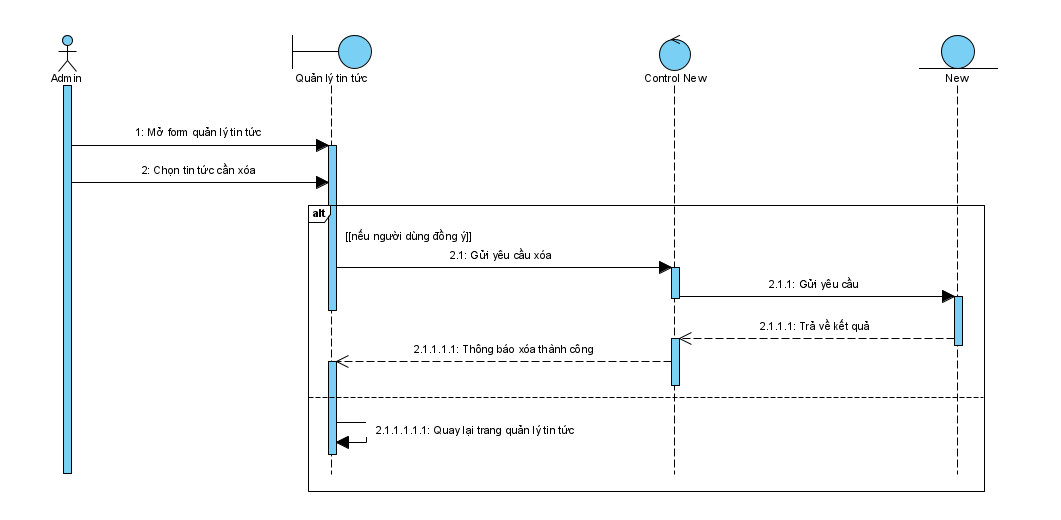 Admin
Quản lý tin tức
Control New
New
1: Mở form quản lý tin tức
2: Chọn tin tức cần xóa
alt
[[nếu người dùng đồng ý]]
2.1: Gửi yêu cầu xóa
2.1.1: Gửi yêu cầu
2.1.1.1: Trả về kết quả
2.1.1.1.1: Thông báo xóa thành công
2.1.1.1.1.1: Quay lại trang quản lý tin tức